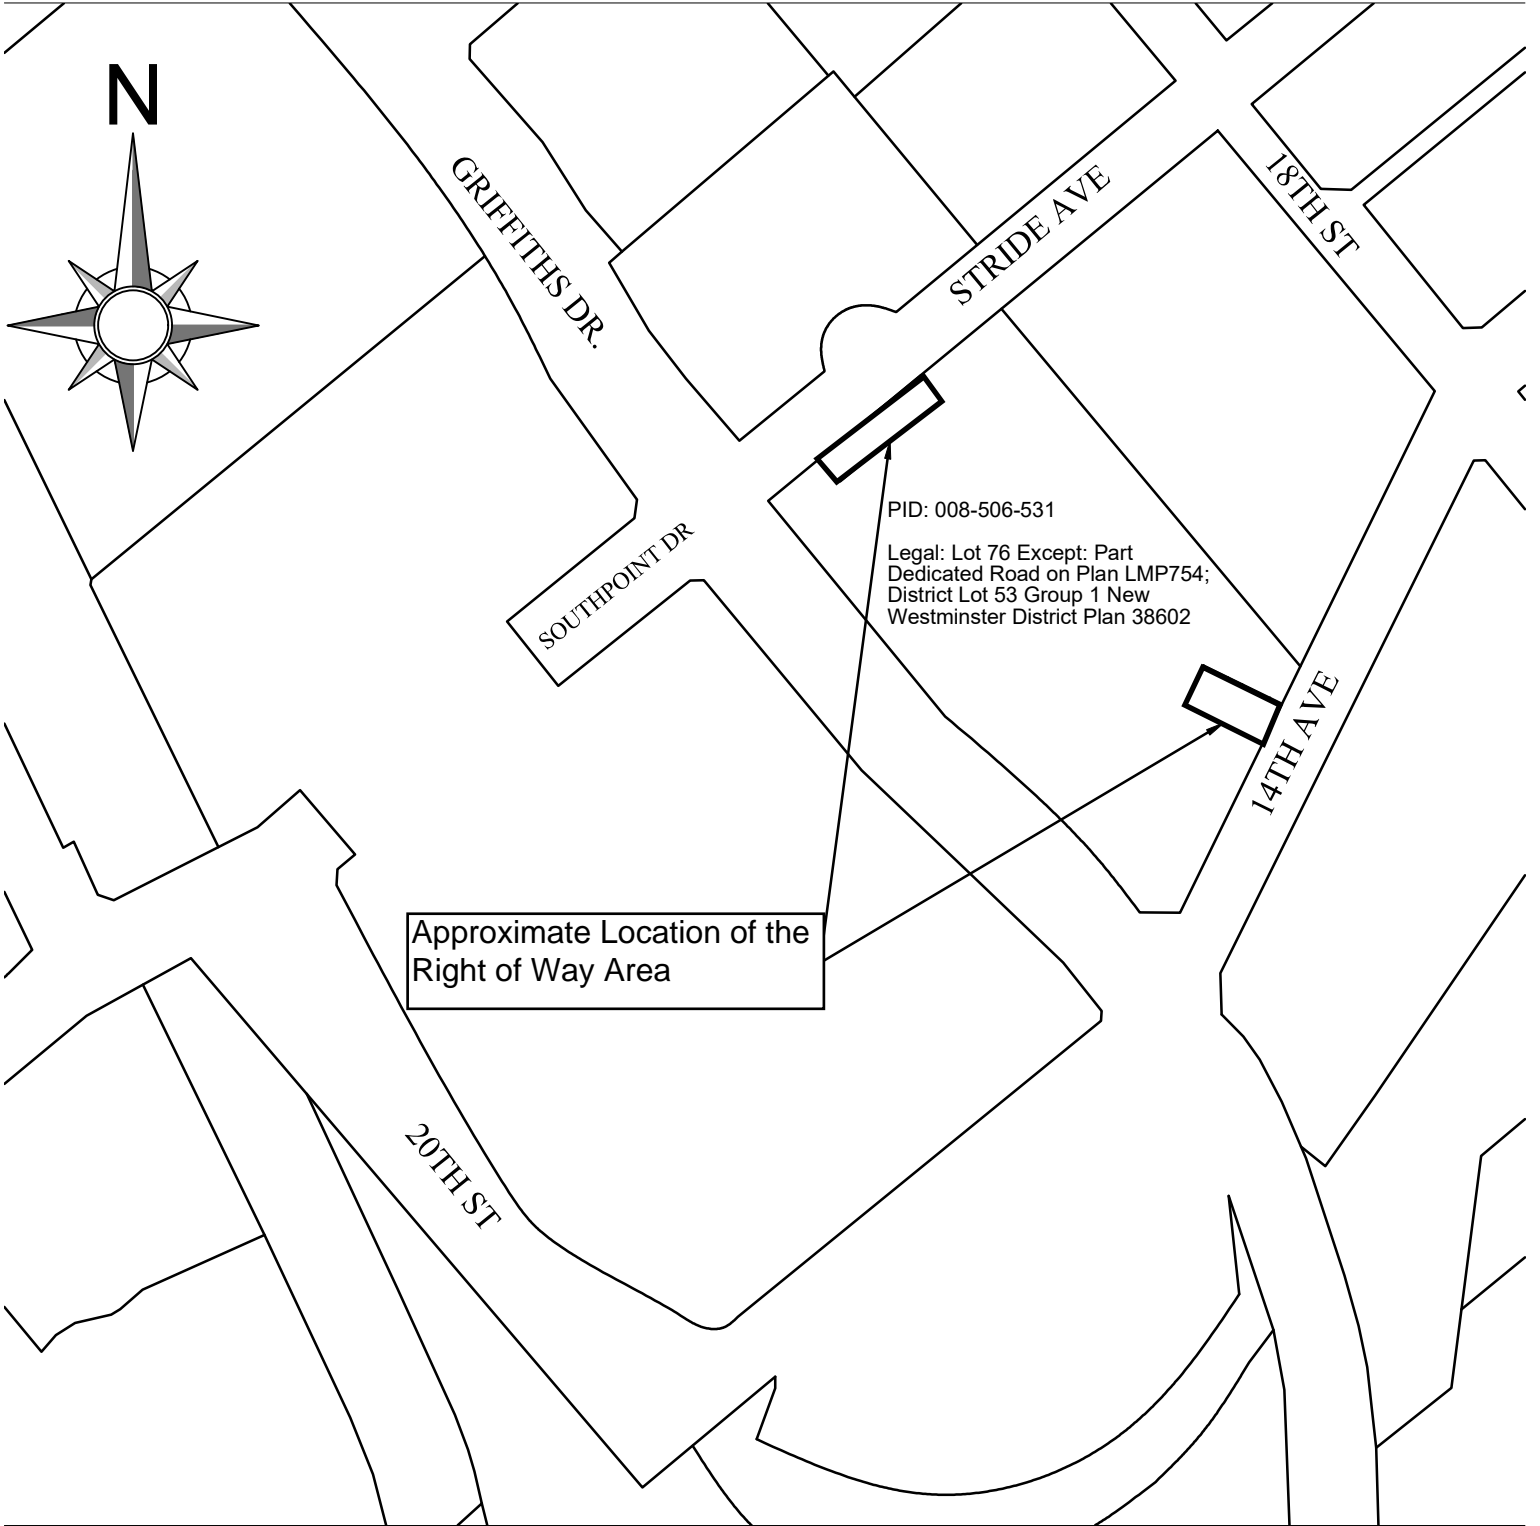 N
GRIFFITHS DR.
STRIDE AVE
18TH ST
PID: 008-506-531
Legal: Lot 76 Except: Part
Dedicated Road on Plan LMP754;
District Lot 53 Group 1 New
Westminster District Plan 38602
SOUTHPOINT DR
14TH AVE
Approximate Location of the
Right of Way Area
20TH ST